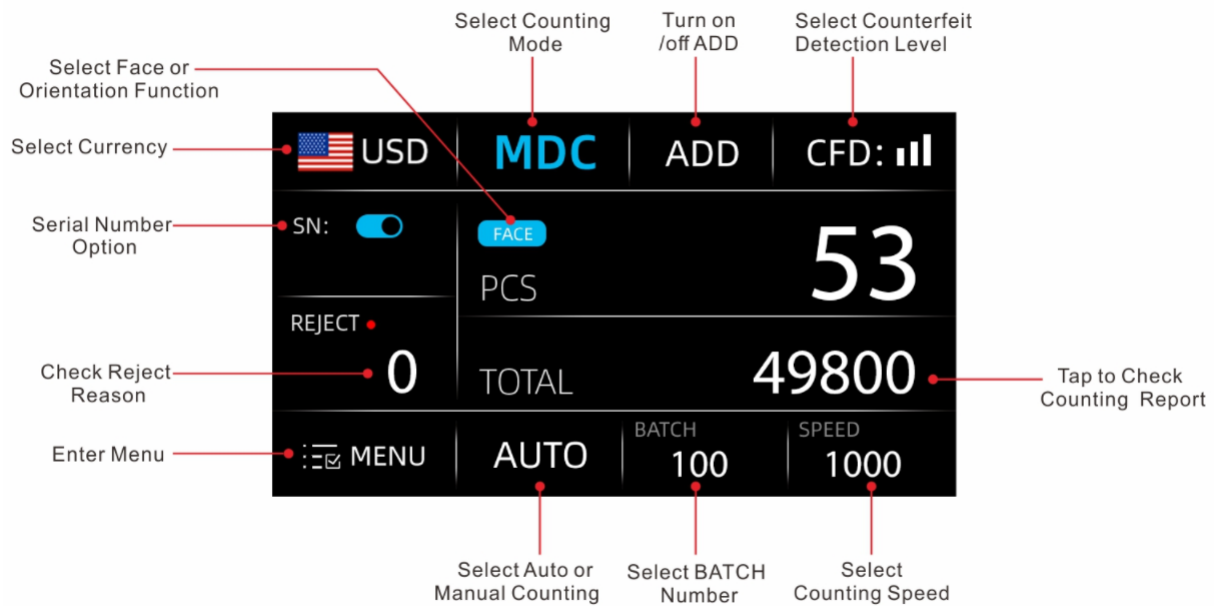 Select Counting
Mode
Turn on
/off ADD
Select Counterfeit
Detection Level
Select Face or
Orientation Function
Select Currency
USD
MDC
ADD
CFD:
Serial Number
Option
SN:
FACE
53
PCS
REJECT
0
Check Reject
Reason
TOTAL
49800
Tap to Check
Counting Report
Enter Menu
MENU
AUTO
BATCH
100
SPEED
1000
Select Auto or
Manual Counting
Select BATCH
Number
Select
Counting Speed